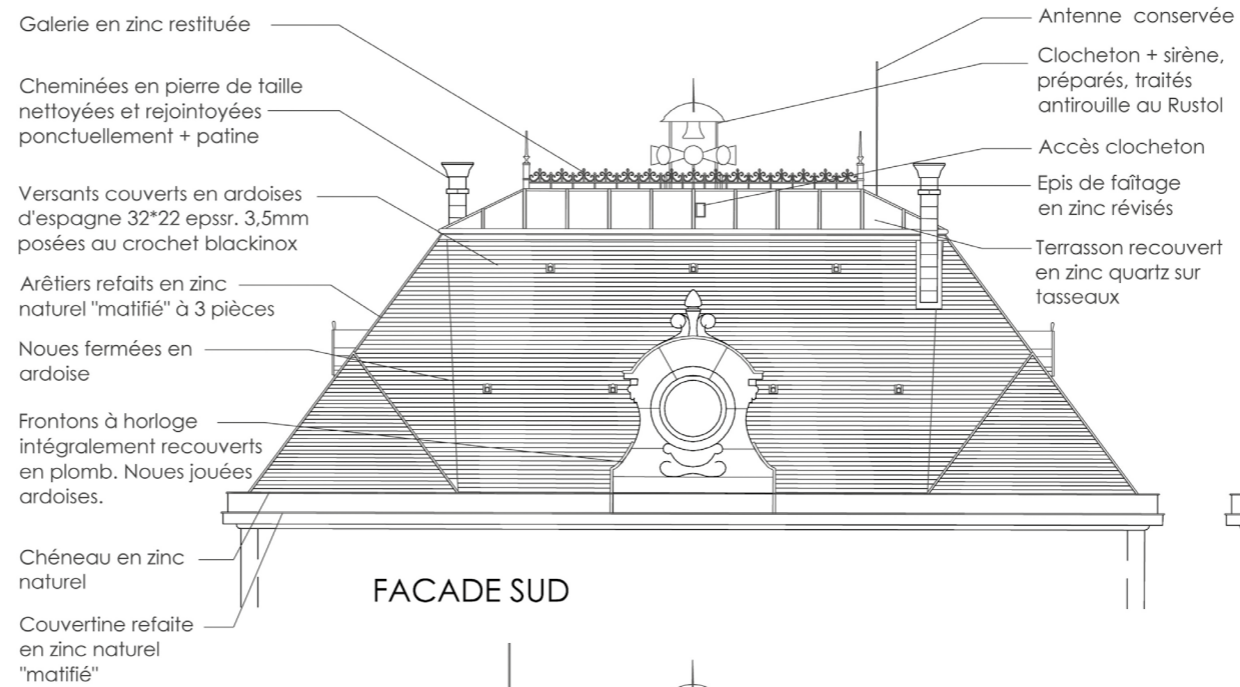 Galerie en zinc restituée
Cheminées en pierre de taille
nettoyées et rejointoyées
ponctuellement + patine
Versants couverts en ardoises
d'espagne 32*22 epssr. 3,5mm
posées au crochet blackinox
Arêtiers refaits en zinc
naturel "matifié" à 3 pièces
Noues fermées en
ardoise
Frontons à horloge
intégralement recouverts
en plomb. Noues jouées
ardoises.
Chéneau en zinc
naturel
Couvertine refaite
en zinc naturel
"matifié"
Antenne conservée
Clocheton + sirène,
préparés, traités
antirouille au Rustol
Accès clocheton
Epis de faîtage
en zinc révisés
Terrasson recouvert
en zinc quartz sur
tasseaux
FACADE SUD